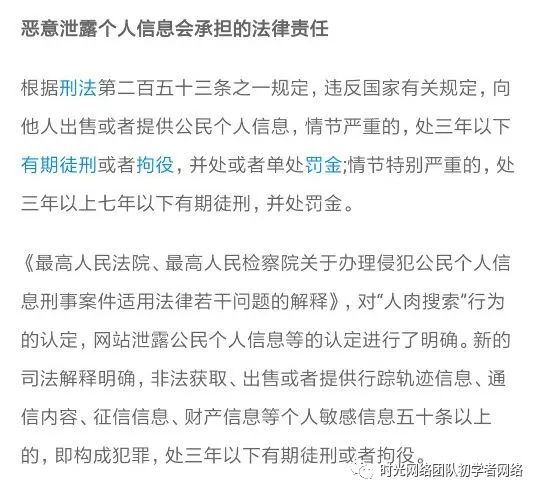 恶意泄露个人信息会承担的法律责任
根据刑法第二百五十三条之一规定，违反国家有关规定，向
他人出售或者提供公民个人信息，情节严重的，处三年以下
有期徒刑或者拘役，并处或者单处罚金;情节特别严重的，处
三年以上七年以下有期徒刑，并处罚金。
《最高人民法院、最高人民检察院关于办理侵犯公民个人信
息刑事案件适用法律若干问题的解释》，对“人肉搜索”行为
的认定，网站泄露公民个人信息等的认定进行了明确。新的
司法解释明确，非法获取、出售或者提供行踪轨迹信息、通
信内容、征信信息、财产信息等个人敏感信息五十条以上
的，即构成犯罪，处三年以下有期徒刑或者拘役。
时光网络团队初学者网络